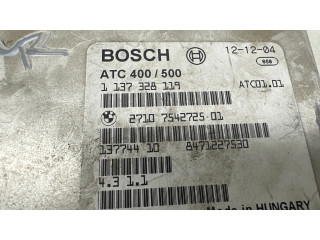 BOSCH 12-12-04
ATC 400 / 500 858
1 137 328 119 ATC01.01
2710 7542725-01
137744 10 8471227530
4.3 1.1
Made in HUNGARY